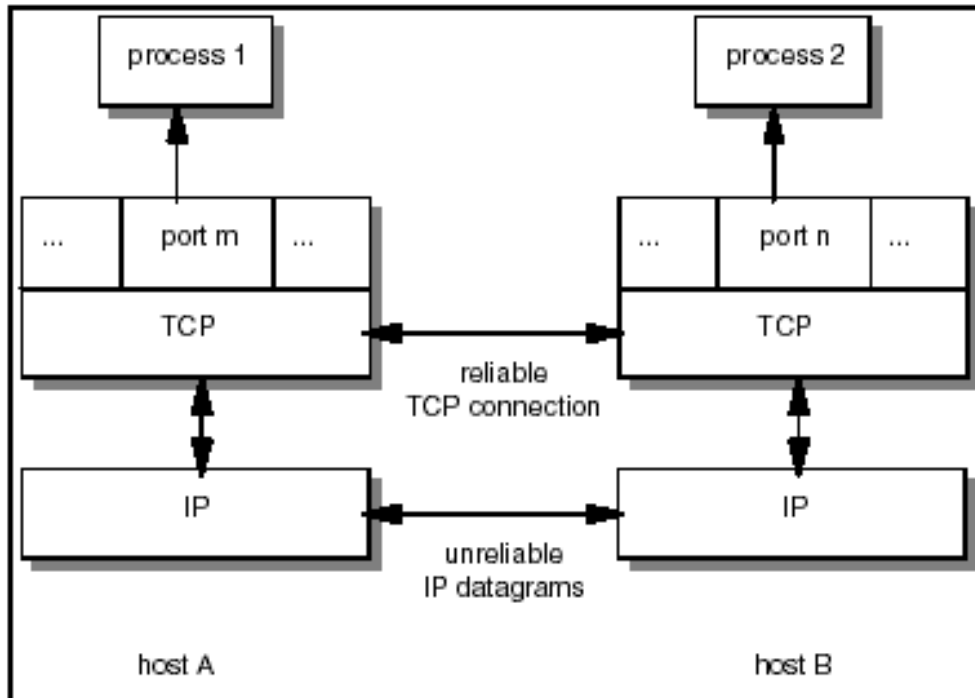 process 1
process 2
... port m ...
... port n ...
TCP
TCP
reliable
TCP connection
IP
IP
unreliable
IP datagrams
host A
host B